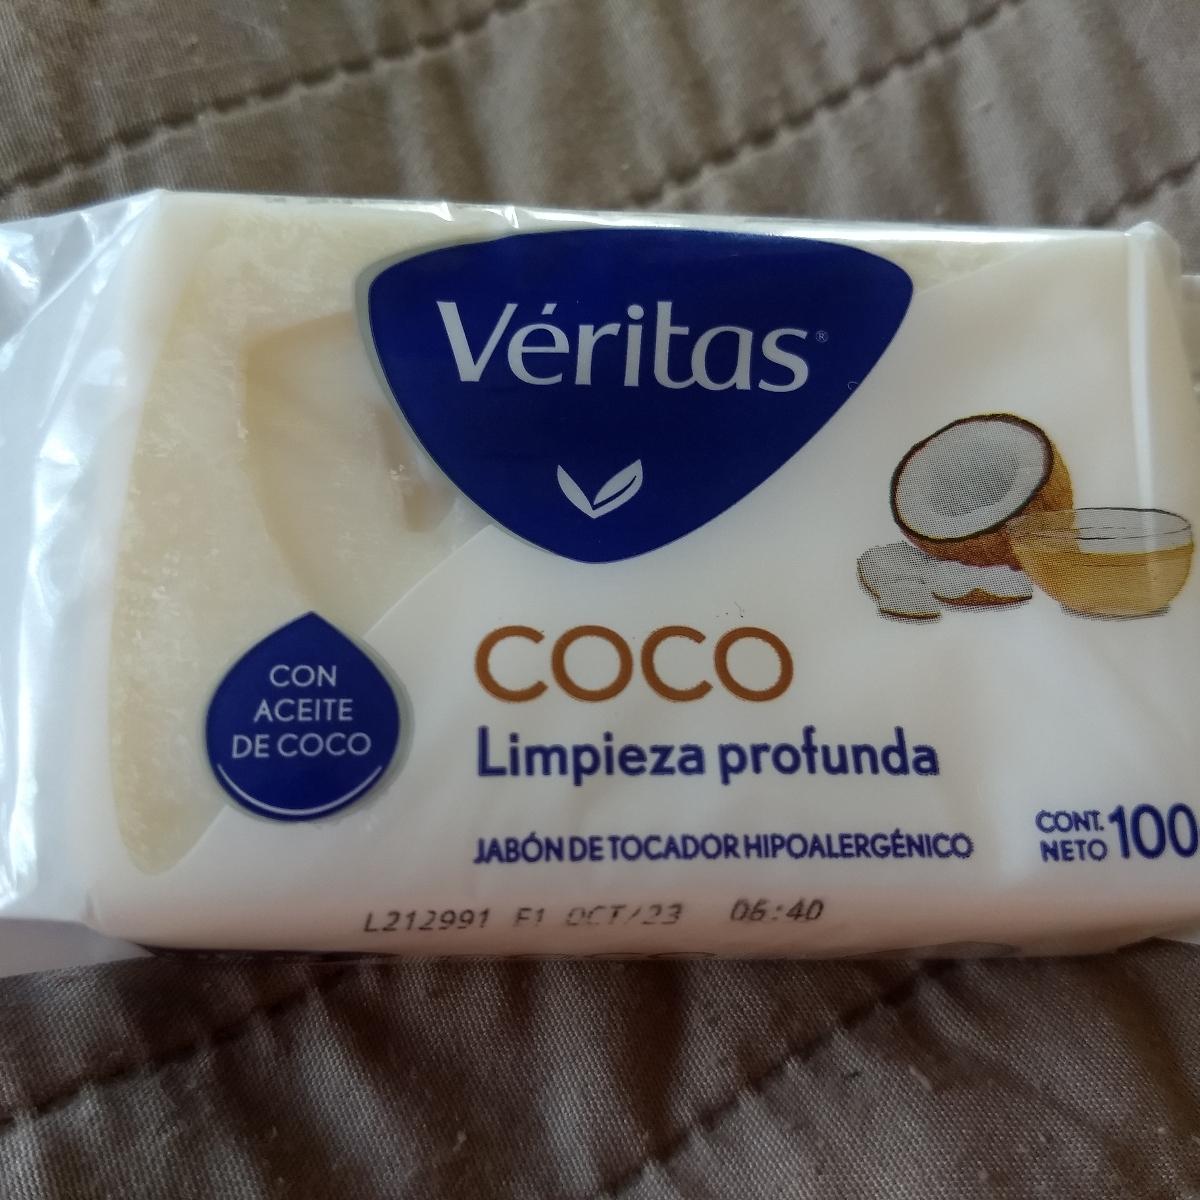 Véritas®
CON
ACEITE
DE COCO
COCO
Limpieza profunda
JABÓN DE TOCADOR HIPOALERGÉNICO
CONT.
NETO 100
L212991 F1 OCT/23 06:40